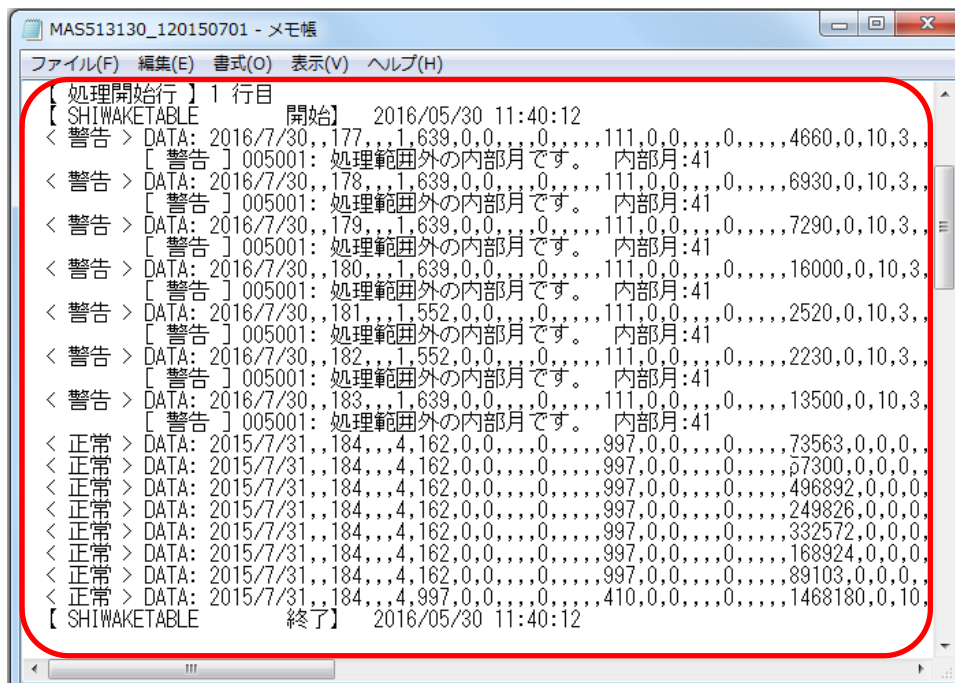 MAS513130_120150701 - メモ帳
ファイル(F) 編集(E) 書式(O) 表示(V) ヘルプ(H)
【 処理開始行 】 1 行目
【 SHIWAKETABLE 開始】 2016/05/30 11:40:12
< 警告 > DATA: 2016/7/30,,177,,,1,639,0,0,,,,0,,,,,111,0,0,,,,0,,,,,4660,0,10,3,,
[ 警告 ] 005001: 処理範囲外の内部月です。 内部月:41
< 警告 > DATA: 2016/7/30,,178,,,1,639,0,0,,,,0,,,,,111,0,0,,,,0,,,,,6930,0,10,3,,
[ 警告 ] 005001: 処理範囲外の内部月です。 内部月:41
< 警告 > DATA: 2016/7/30,,179,,,1,639,0,0,,,,0,,,,,111,0,0,,,,0,,,,,7290,0,10,3,,
[ 警告 ] 005001: 処理範囲外の内部月です。 内部月:41
< 警告 > DATA: 2016/7/30,,180,,,1,639,0,0,,,,0,,,,,111,0,0,,,,0,,,,,16000,0,10,3,
[ 警告 ] 005001: 処理範囲外の内部月です。 内部月:41
< 警告 > DATA: 2016/7/30,,181,,,1,552,0,0,,,,0,,,,,111,0,0,,,,0,,,,,2520,0,10,3,,
[ 警告 ] 005001: 処理範囲外の内部月です。 内部月:41
< 警告 > DATA: 2016/7/30,,182,,,1,552,0,0,,,,0,,,,,111,0,0,,,,0,,,,,2230,0,10,3,,
[ 警告 ] 005001: 処理範囲外の内部月です。 内部月:41
< 警告 > DATA: 2016/7/30,,183,,,1,639,0,0,,,,0,,,,,111,0,0,,,,0,,,,,13500,0,10,3,
[ 警告 ] 005001: 処理範囲外の内部月です。 内部月:41
< 正常 > DATA: 2015/7/31,,184,,,4,162,0,0,,,,0,,,,,997,0,0,,,,0,,,,,73563,0,0,0,,
< 正常 > DATA: 2015/7/31,,184,,,4,162,0,0,,,,0,,,,,997,0,0,,,,0,,,,,57300,0,0,0,,
< 正常 > DATA: 2015/7/31,,184,,,4,162,0,0,,,,0,,,,,997,0,0,,,,0,,,,,496892,0,0,0,
< 正常 > DATA: 2015/7/31,,184,,,4,162,0,0,,,,0,,,,,997,0,0,,,,0,,,,,249826,0,0,0,
< 正常 > DATA: 2015/7/31,,184,,,4,162,0,0,,,,0,,,,,997,0,0,,,,0,,,,,332572,0,0,0,
< 正常 > DATA: 2015/7/31,,184,,,4,162,0,0,,,,0,,,,,997,0,0,,,,0,,,,,168924,0,0,0,
< 正常 > DATA: 2015/7/31,,184,,,4,162,0,0,,,,0,,,,,997,0,0,,,,0,,,,,89103,0,0,0,,
< 正常 > DATA: 2015/7/31,,184,,,4,997,0,0,,,,0,,,,,410,0,0,,,,0,,,,,1468180,0,10,
【 SHIWAKETABLE 終了】 2016/05/30 11:40:12